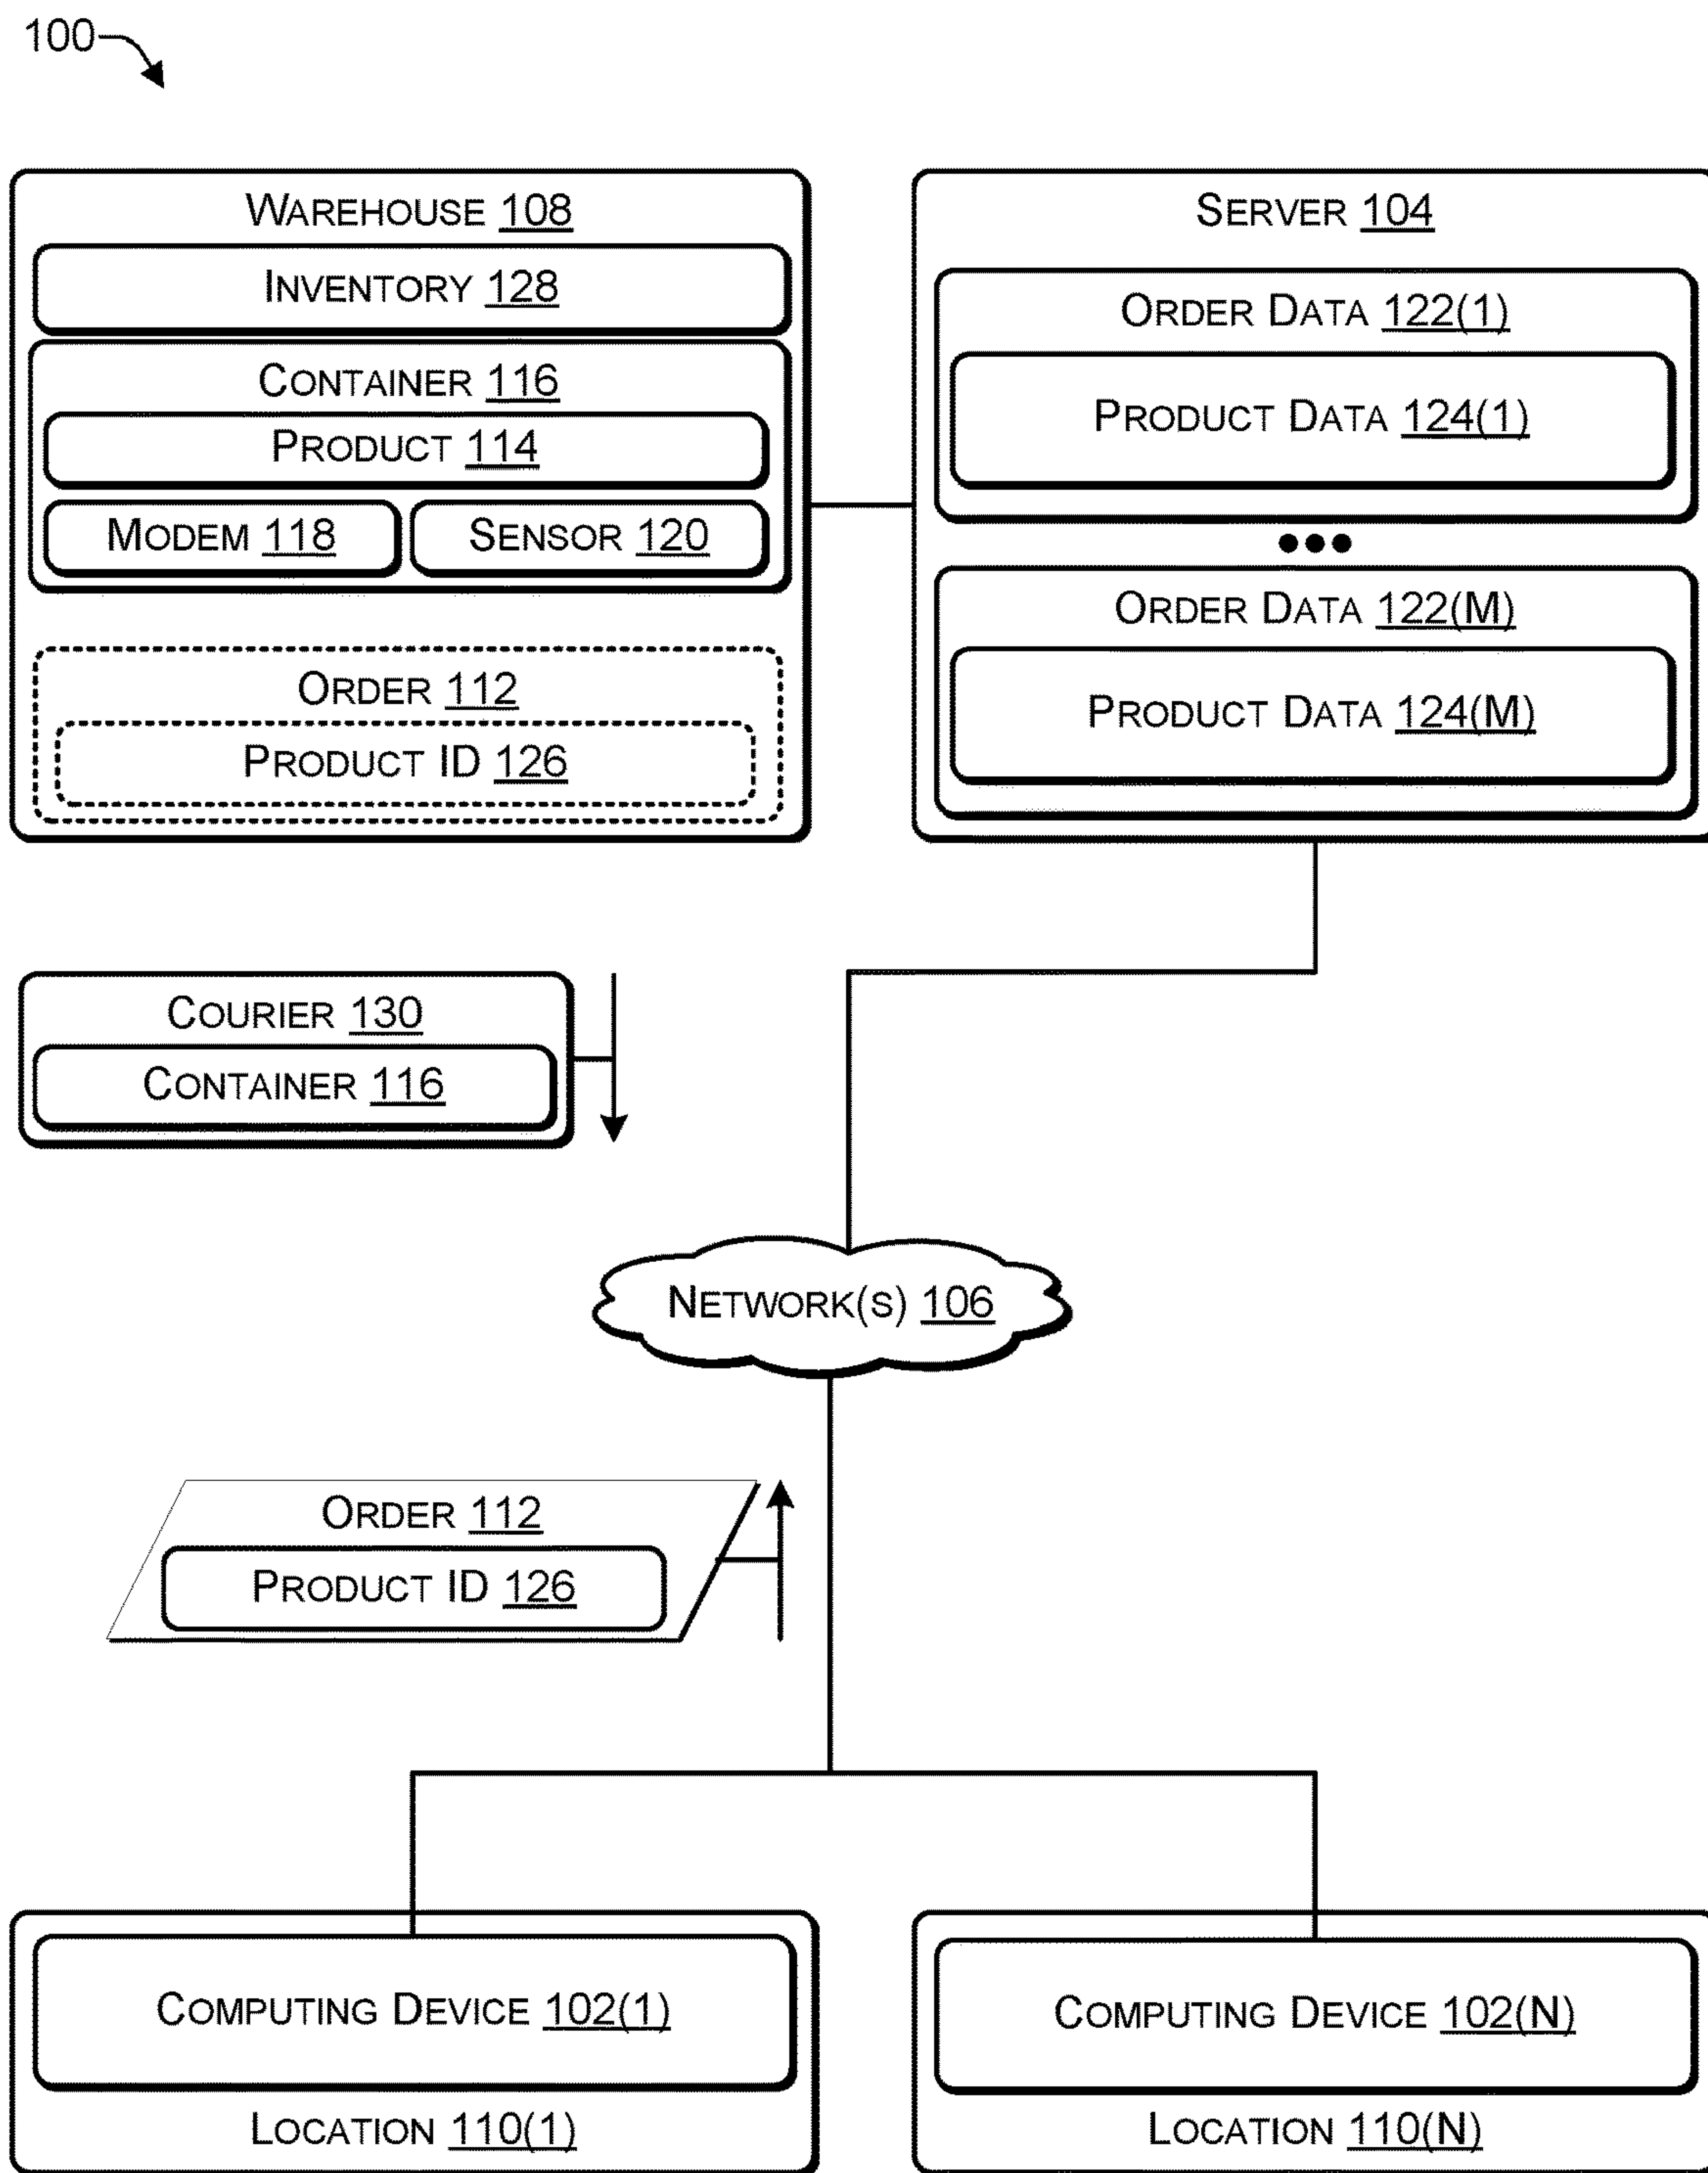 100
WAREHOUSE 108
INVENTORY 128
CONTAINER 116
PRODUCT 114
MODEM 118
SENSOR 120
ORDER 112
PRODUCT ID 126
SERVER 104
ORDER DATA 122(1)
PRODUCT DATA 124(1)
●●●
ORDER DATA 122(M)
PRODUCT DATA 124(M)
COURIER 130
CONTAINER 116
NETWORK(S) 106
ORDER 112
PRODUCT ID 126
COMPUTING DEVICE 102(1)
LOCATION 110(1)
COMPUTING DEVICE 102(N)
LOCATION 110(N)